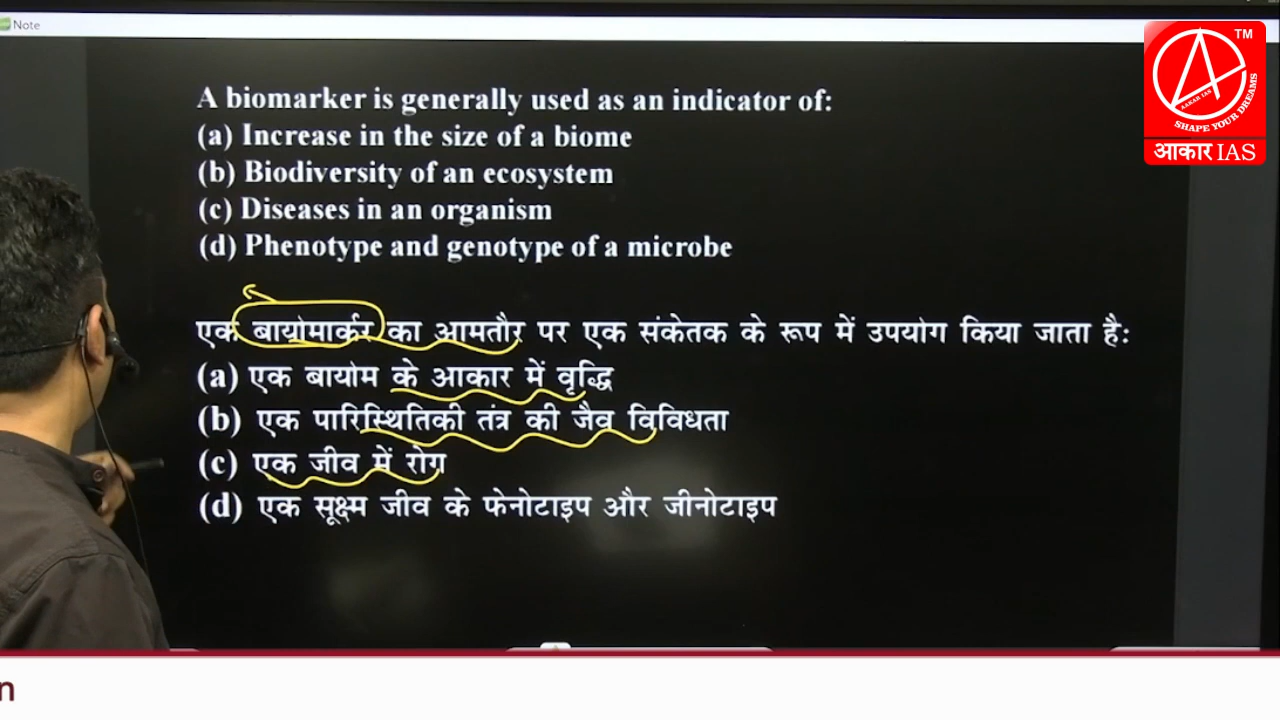 Note
A biomarker is generally used as an indicator of:
(a) Increase in the size of a biome
(b) Biodiversity of an ecosystem
(c) Diseases in an organism
(d) Phenotype and genotype of a microbe
एक बायोमार्कर का आमतौर पर एक संकेतक के रूप में उपयोग किया जाता है:
(a) एक बायोम के आकार में वृद्धि
(b) एक पारिस्थितिकी तंत्र की जैव विविधता
(c) एक जीव में रोग
(d) एक सूक्ष्म जीव के फेनोटाइप और जीनोटाइप
TM
AAKAR IAS
SHAPE YOUR DREAMS
आकार IAS
n